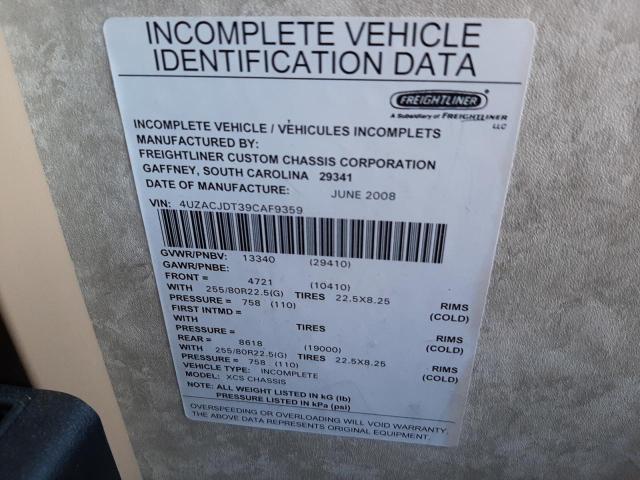 INCOMPLETE VEHICLE
IDENTIFICATION DATA
FREIGHTLINER
A Subsidiary of FREIGHTLINER
LLC
INCOMPLETE VEHICLE / VÉHICULES INCOMPLETS
MANUFACTURED BY:
FREIGHTLINER CUSTOM CHASSIS CORPORATION
GAFFNEY, SOUTH CAROLINA 29341
DATE OF MANUFACTURE: JUNE 2008
VIN: 4UZACJDT39CAF9359
GVWR/PNBV: 13340 (29410)
GAWR/PNBE:
FRONT = 4721 (10410)
WITH 255/80R22.5(G) TIRES 22.5X8.25 RIMS
PRESSURE = 758 (110) (COLD)
FIRST INTMD =
WITH TIRES RIMS
PRESSURE = (COLD)
REAR = 8618 (19000)
WITH 255/80R22.5(G) TIRES 22.5X8.25 RIMS
PRESSURE = 758 (110) (COLD)
VEHICLE TYPE: INCOMPLETE
MODEL: XCS CHASSIS
NOTE: ALL WEIGHT LISTED IN kG (lb)
PRESSURE LISTED IN kPa (psi)
OVERSPEEDING OR OVERLOADING WILL VOID WARRANTY.
THE ABOVE DATA REPRESENTS ORIGINAL EQUIPMENT.